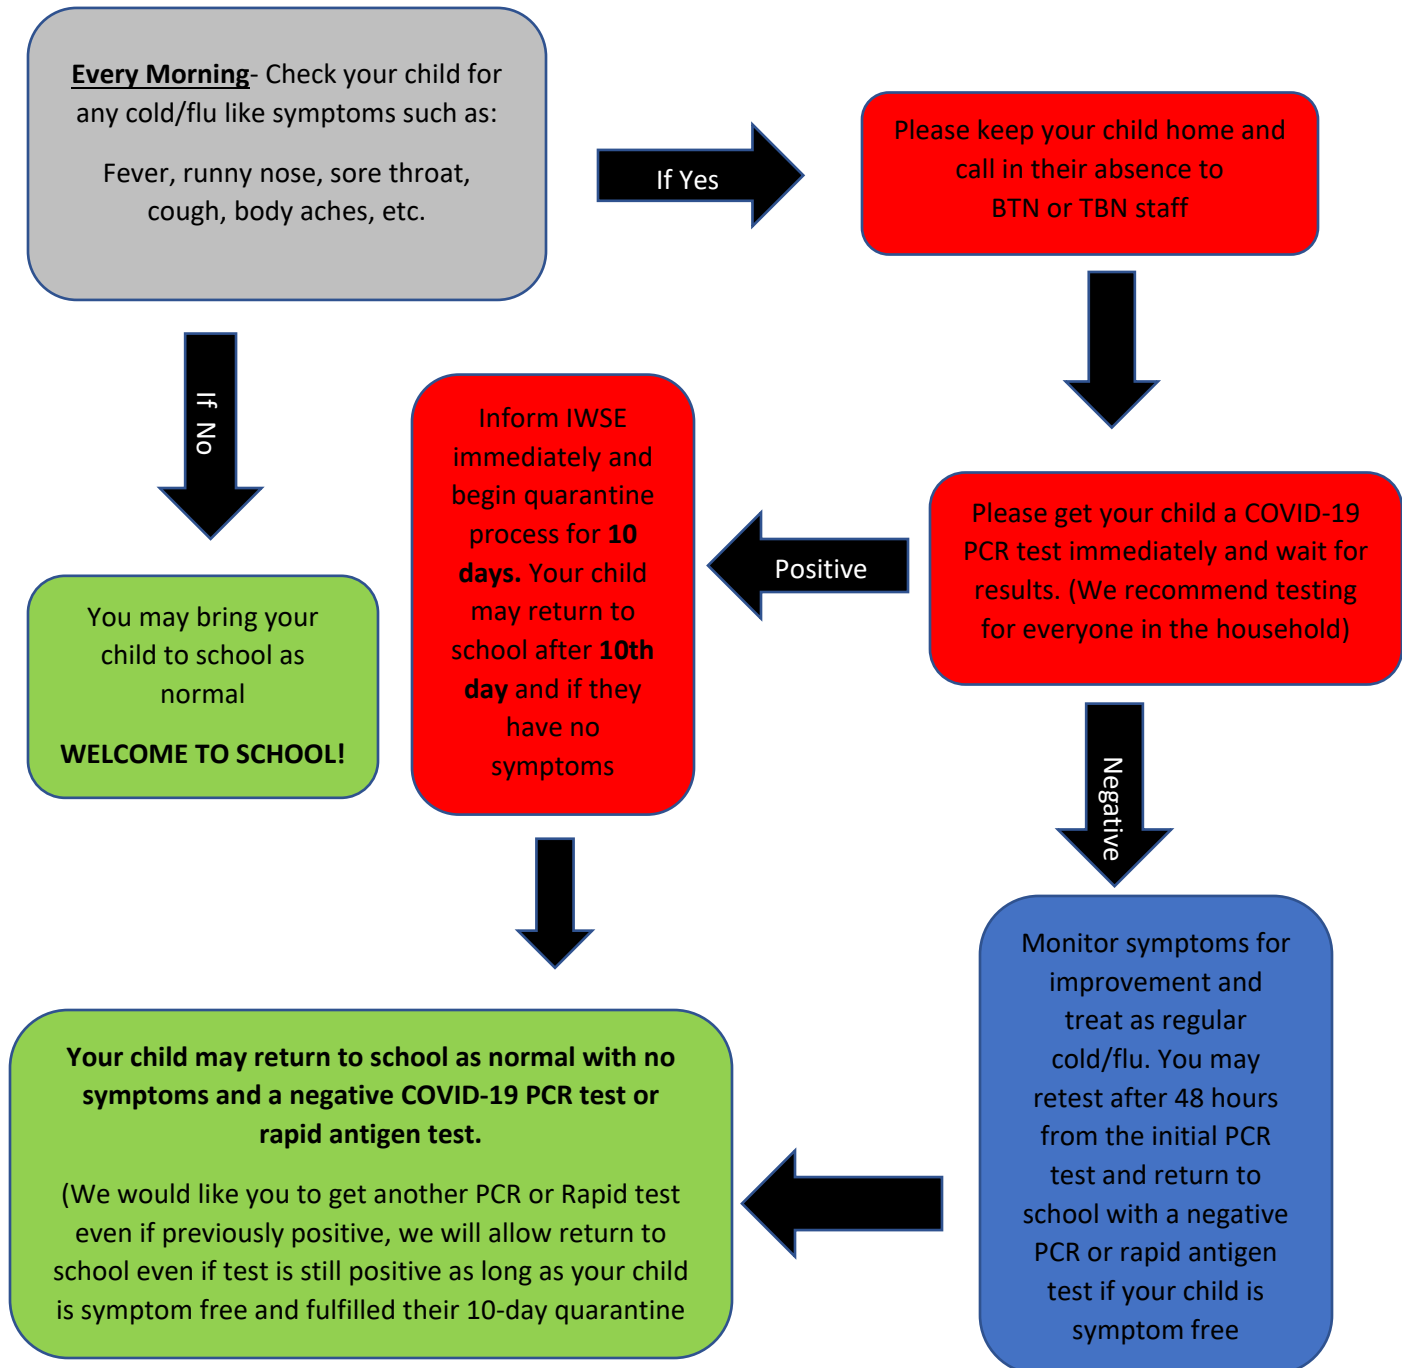 Every Morning- Check your child for
any cold/flu like symptoms such as:
Fever, runny nose, sore throat,
cough, body aches, etc.
If Yes
Please keep your child home and
call in their absence to
BTN or TBN staff
If No
You may bring your
child to school as
normal
WELCOME TO SCHOOL!
Please get your child a COVID-19
PCR test immediately and wait for
results. (We recommend testing
for everyone in the household)
Positive
Inform IWSE
immediately and
begin quarantine
process for 10
days. Your child
may return to
school after 10th
day and if they
have no
symptoms
Negative
Monitor symptoms for
improvement and
treat as regular
cold/flu. You may
retest after 48 hours
from the initial PCR
test and return to
school with a negative
PCR or rapid antigen
test if your child is
symptom free
Your child may return to school as normal with no
symptoms and a negative COVID-19 PCR test or
rapid antigen test.
(We would like you to get another PCR or Rapid test
even if previously positive, we will allow return to
school even if test is still positive as long as your child
is symptom free and fulfilled their 10-day quarantine